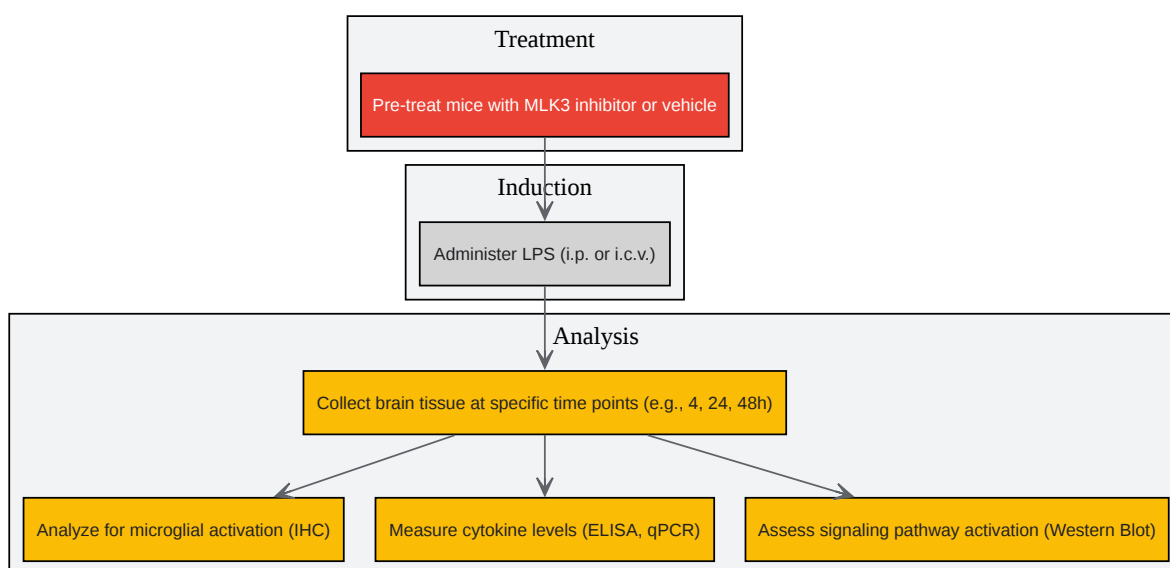 Treatment
Pre-treat mice with MLK3 inhibitor or vehicle
Induction
Administer LPS (i.p. or i.c.v.)
Analysis
Collect brain tissue at specific time points (e.g., 4, 24, 48h)
Analyze for microglial activation (IHC)
Measure cytokine levels (ELISA, qPCR)
Assess signaling pathway activation (Western Blot)